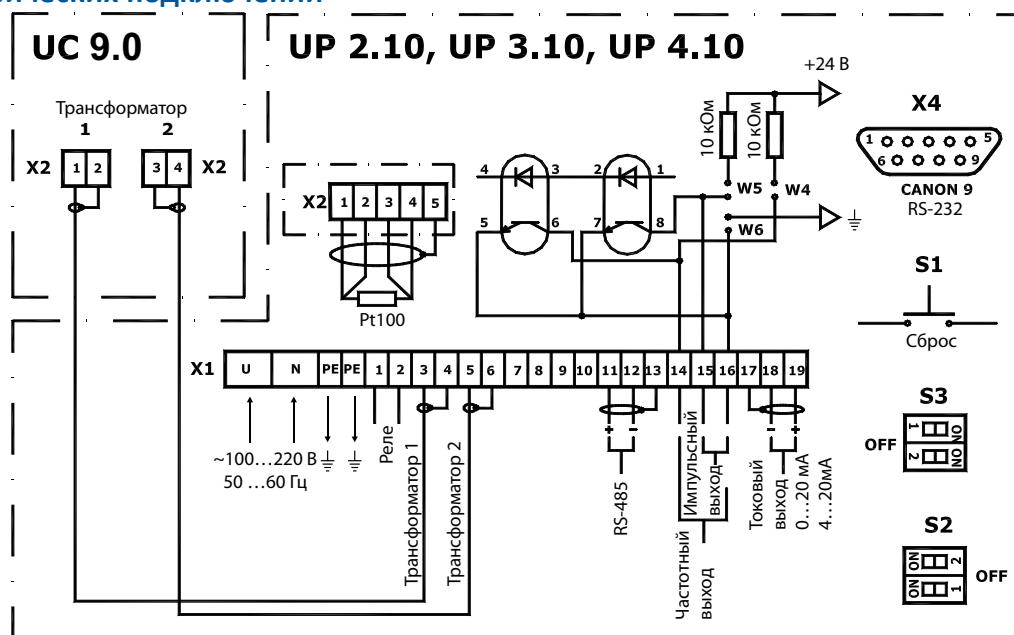 UC 9.0
UP 2.10, UP 3.10, UP 4.10
Трансформатор
1 2
X2 1 2 3 4 X2
X2 1 2 3 4 5
Pt100
4 3 2 1
5 6 7 8
10 кОм 10 кОм
+24 В
W5 W4
W6
X4
1 5
6 9
CANON 9
RS-232
S1
Сброс
X1 U N PE PE 1 2 3 4 5 6 7 8 9 10 11 12 13 14 15 16 17 18 19
~100...220 В
50 ...60 Гц
Реле
Трансформатор 1
Трансформатор 2
+ -
RS-485
Импульсный
выход
Частотный
выход
- +
Токовый
выход
0...20 мА
4...20мА
S3
OFF 1 ON
2 ON
S2
ON 2 OFF
ON 1